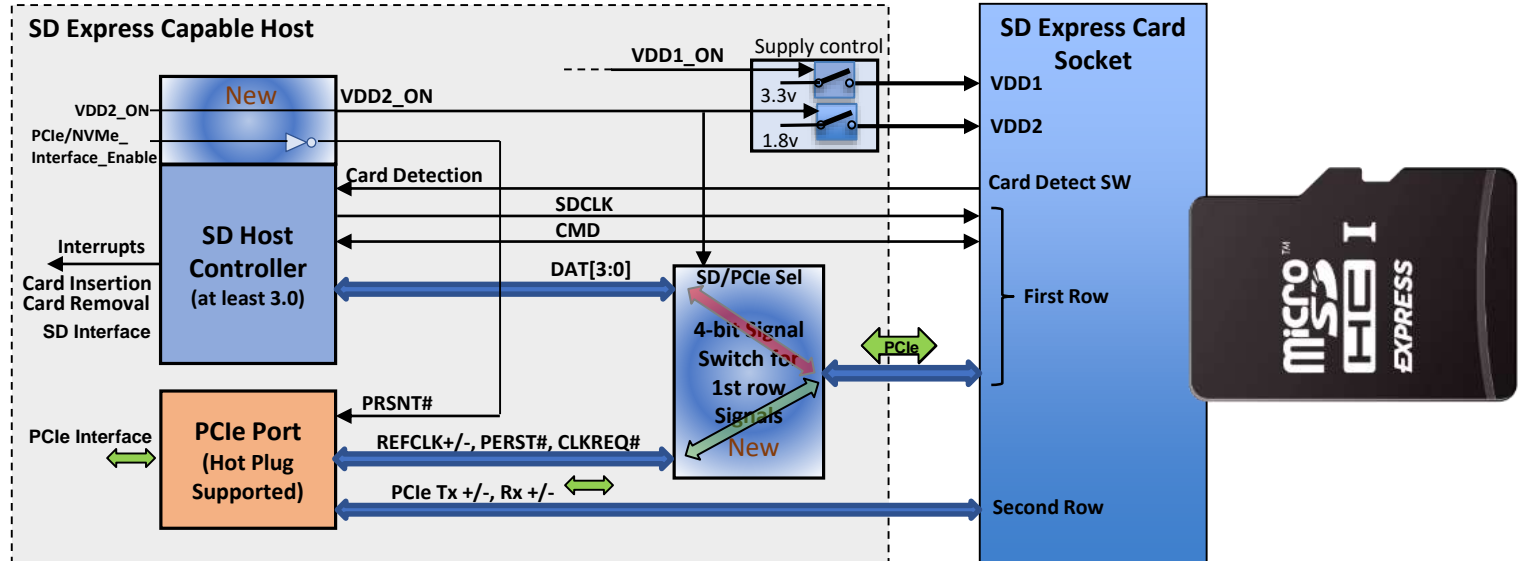 SD Express Capable Host
SD Express Card
Socket
Supply control
VDD1_ON
3.3v
1.8v
VDD1
VDD2
New
VDD2_ON
VDD2_ON
PCIe/NVMe_
Interface_Enable
Card Detection
Card Detect SW
SDCLK
CMD
DAT[3:0]
SD Host
Controller
(at least 3.0)
Interrupts
Card Insertion
Card Removal
SD Interface
SD/PCIe Sel
4-bit Signal
Switch for
1st row
Signals
New
PCIe
First Row
PRSNT#
PCIe Interface
PCIe Port
(Hot Plug
Supported)
REFCLK+/-, PERST#, CLKREQ#
PCIe Tx +/-, Rx +/-
Second Row
micro
SD
HC I
EXPRESS
TM